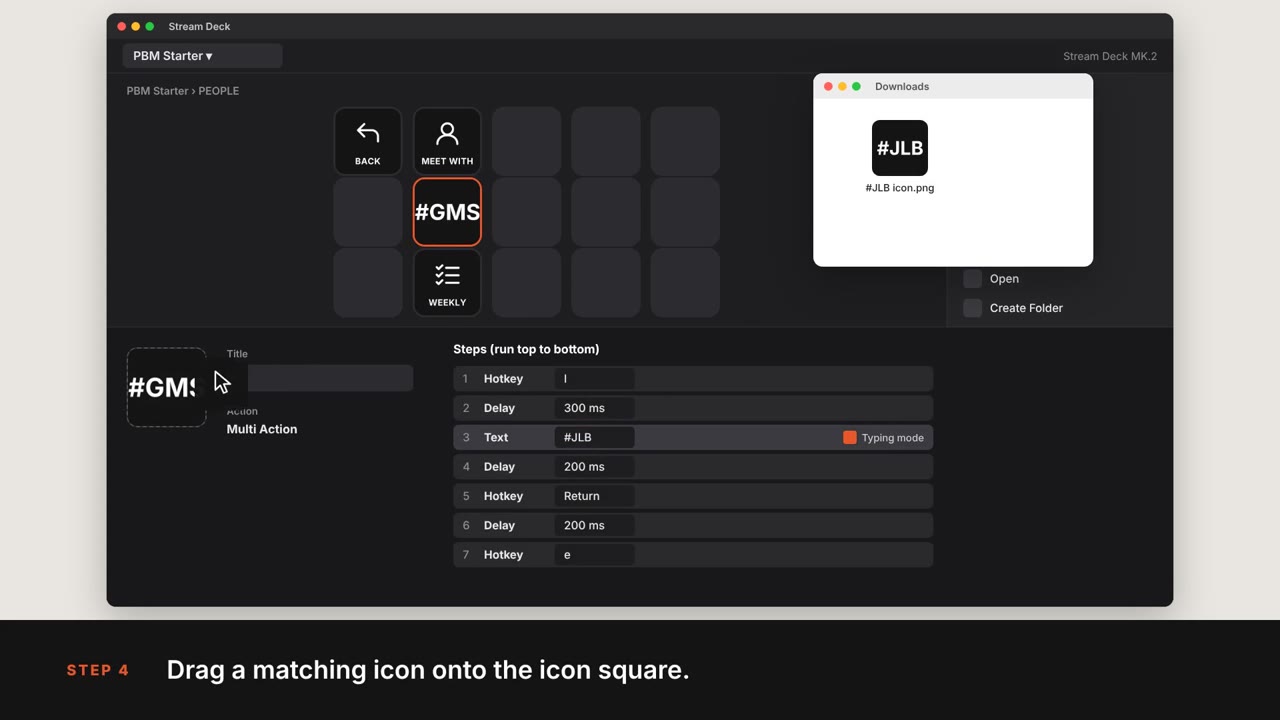 Stream Deck
PBM Starter ▾
Stream Deck MK.2
PBM Starter › PEOPLE
Downloads
BACK
MEET WITH
#JLB
#JLB icon.png
#GMS
WEEKLY
Open
Create Folder
Title
#GMS
Action
Multi Action
Steps (run top to bottom)
1 Hotkey I
2 Delay 300 ms
3 Text #JLB Typing mode
4 Delay 200 ms
5 Hotkey Return
6 Delay 200 ms
7 Hotkey e
STEP 4 Drag a matching icon onto the icon square.